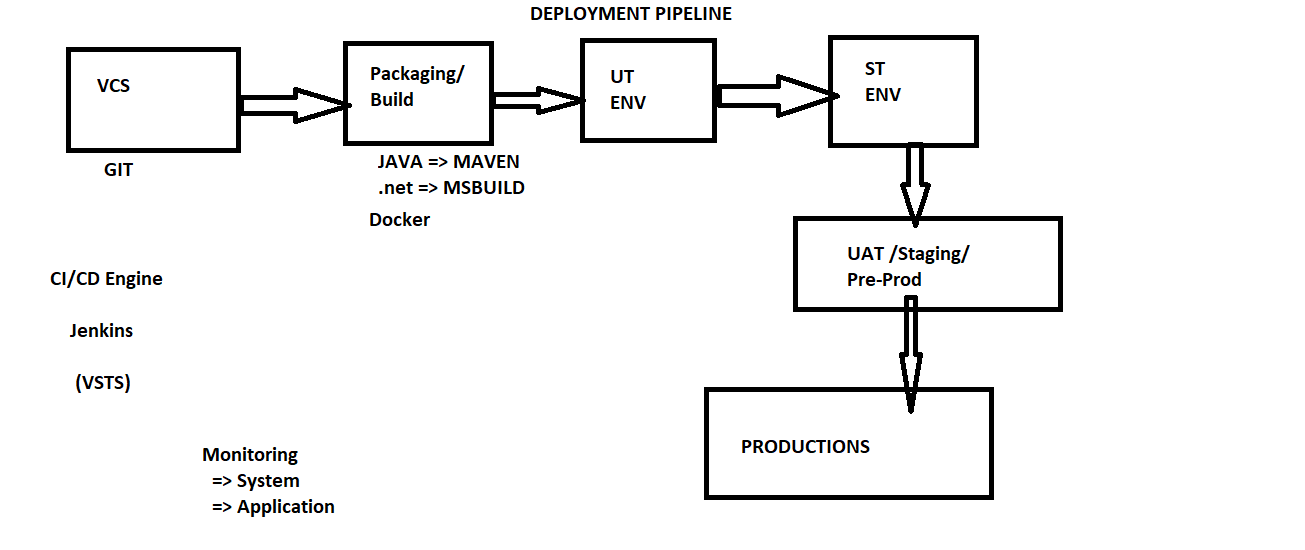 DEPLOYMENT PIPELINE
VCS
GIT
Packaging/
Build
JAVA => MAVEN
.net => MSBUILD
Docker
UT
ENV
ST
ENV
UAT /Staging/
Pre-Prod
PRODUCTIONS
CI/CD Engine
Jenkins
(VSTS)
Monitoring
=> System
=> Application